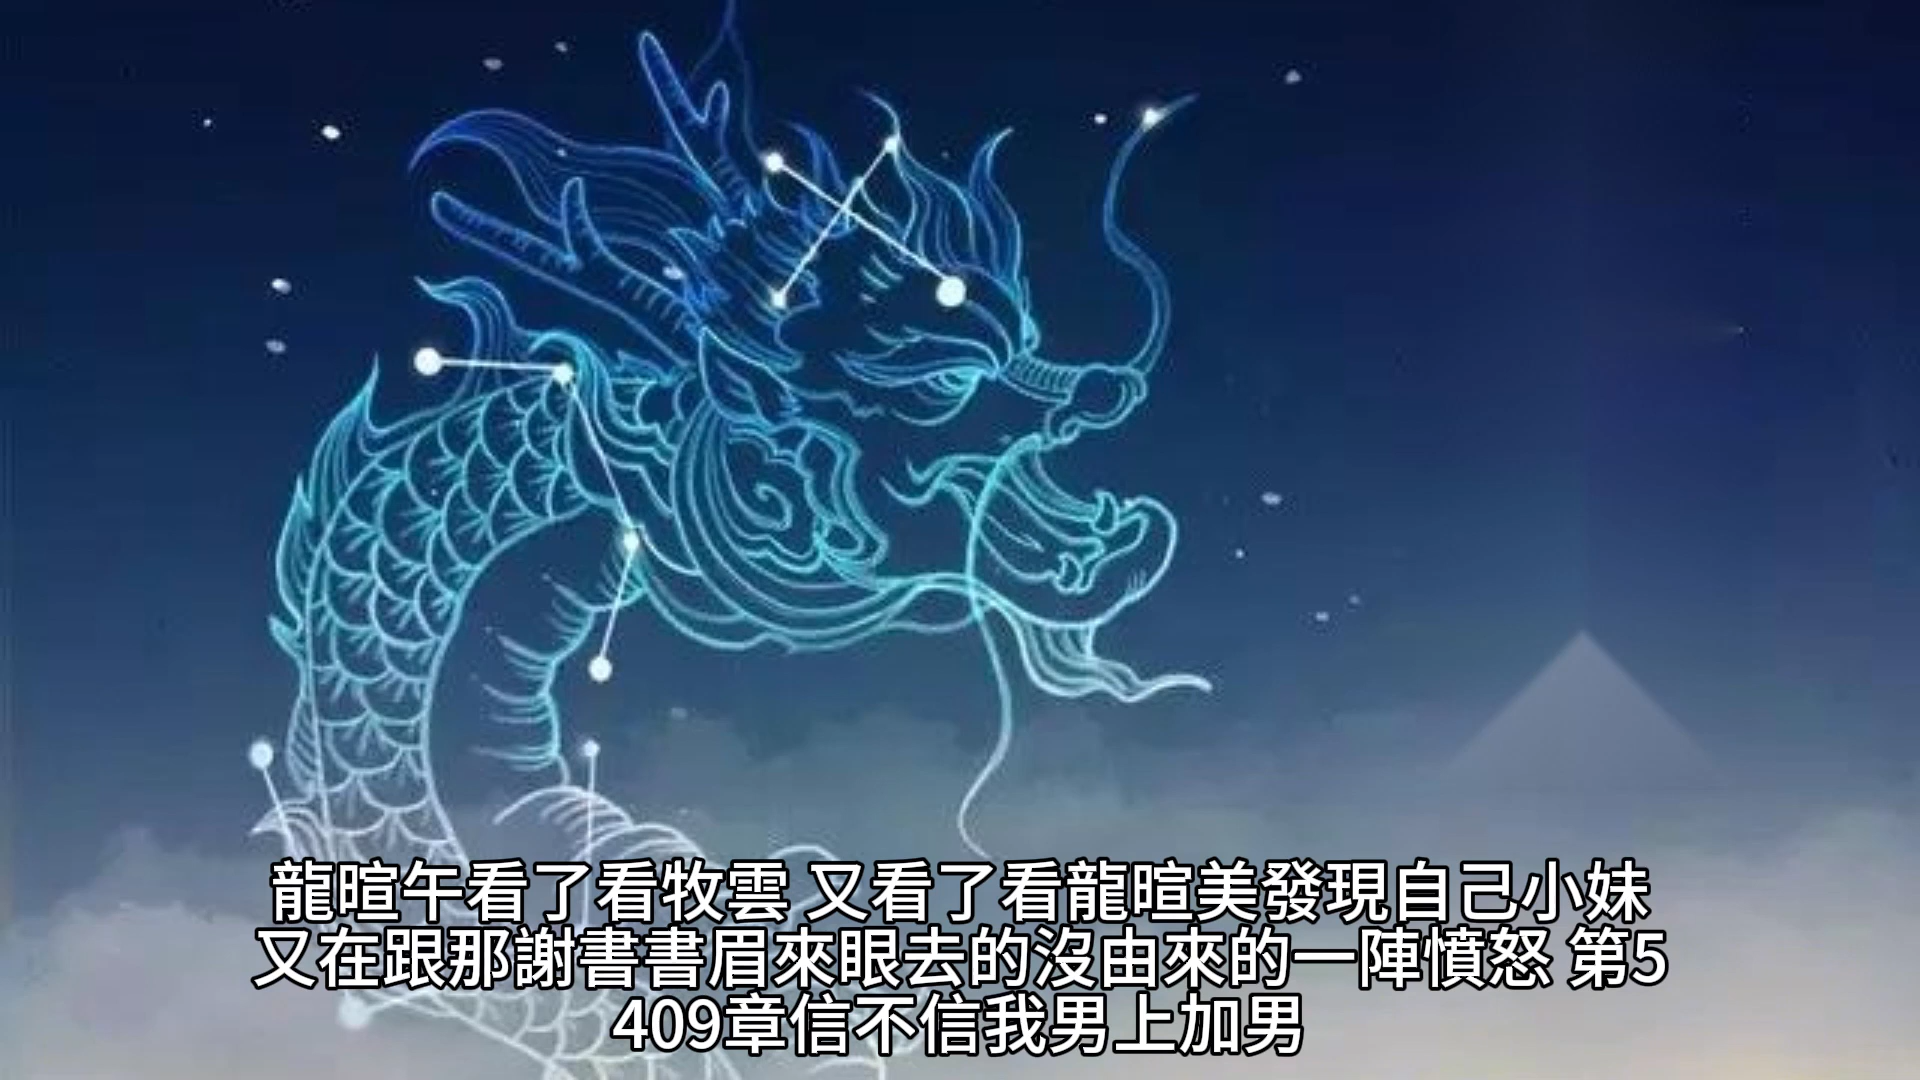 龍暄午看了看牧雲 又看了看龍暄美發現自己小妹
又在跟那謝書書眉來眼去的沒由來的一陣憤怒 第5
409章信不信我男上加男